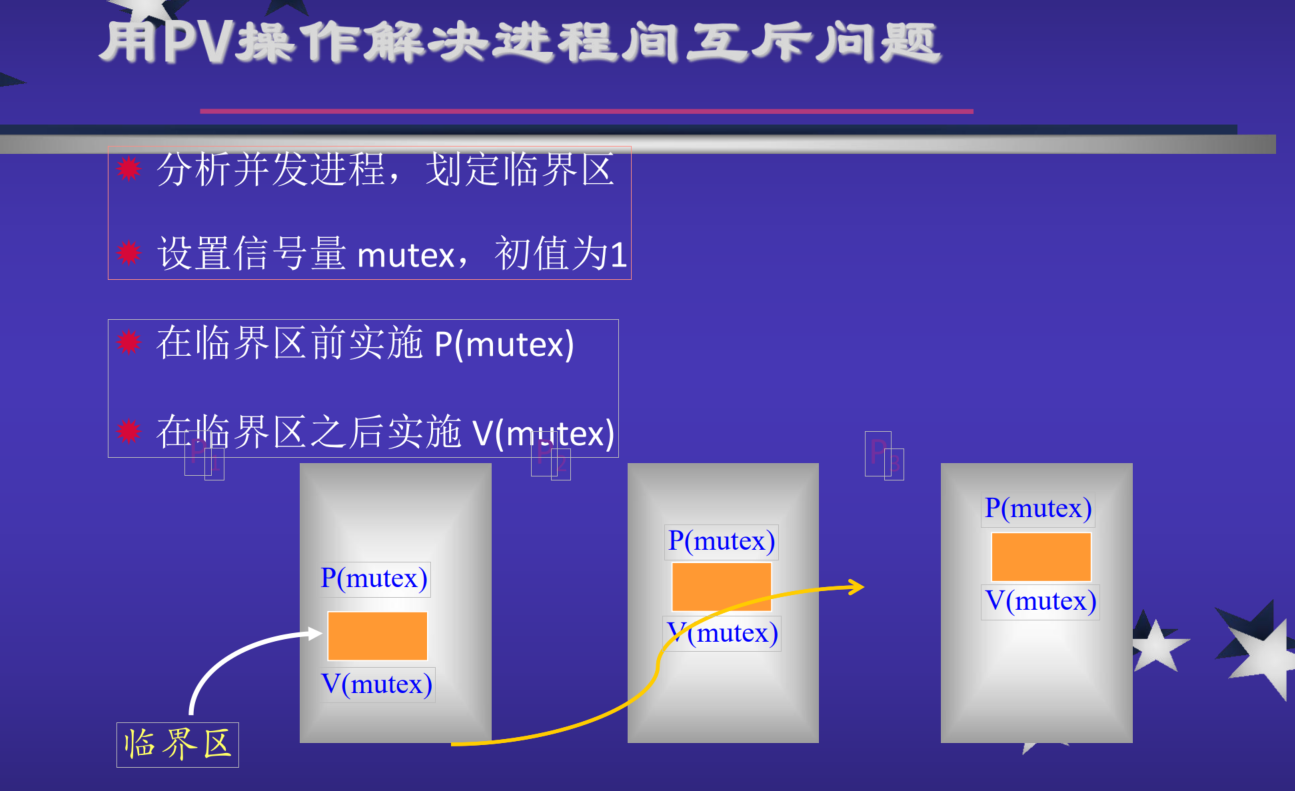 用PV操作解决进程间互斥问题
分析并发进程，划定临界区
设置信号量 mutex，初值为1
在临界区前实施 P(mutex)
在临界区之后实施 V(mutex)
P1
P2
P3
P(mutex)
V(mutex)
P(mutex)
V(mutex)
P(mutex)
V(mutex)
临界区